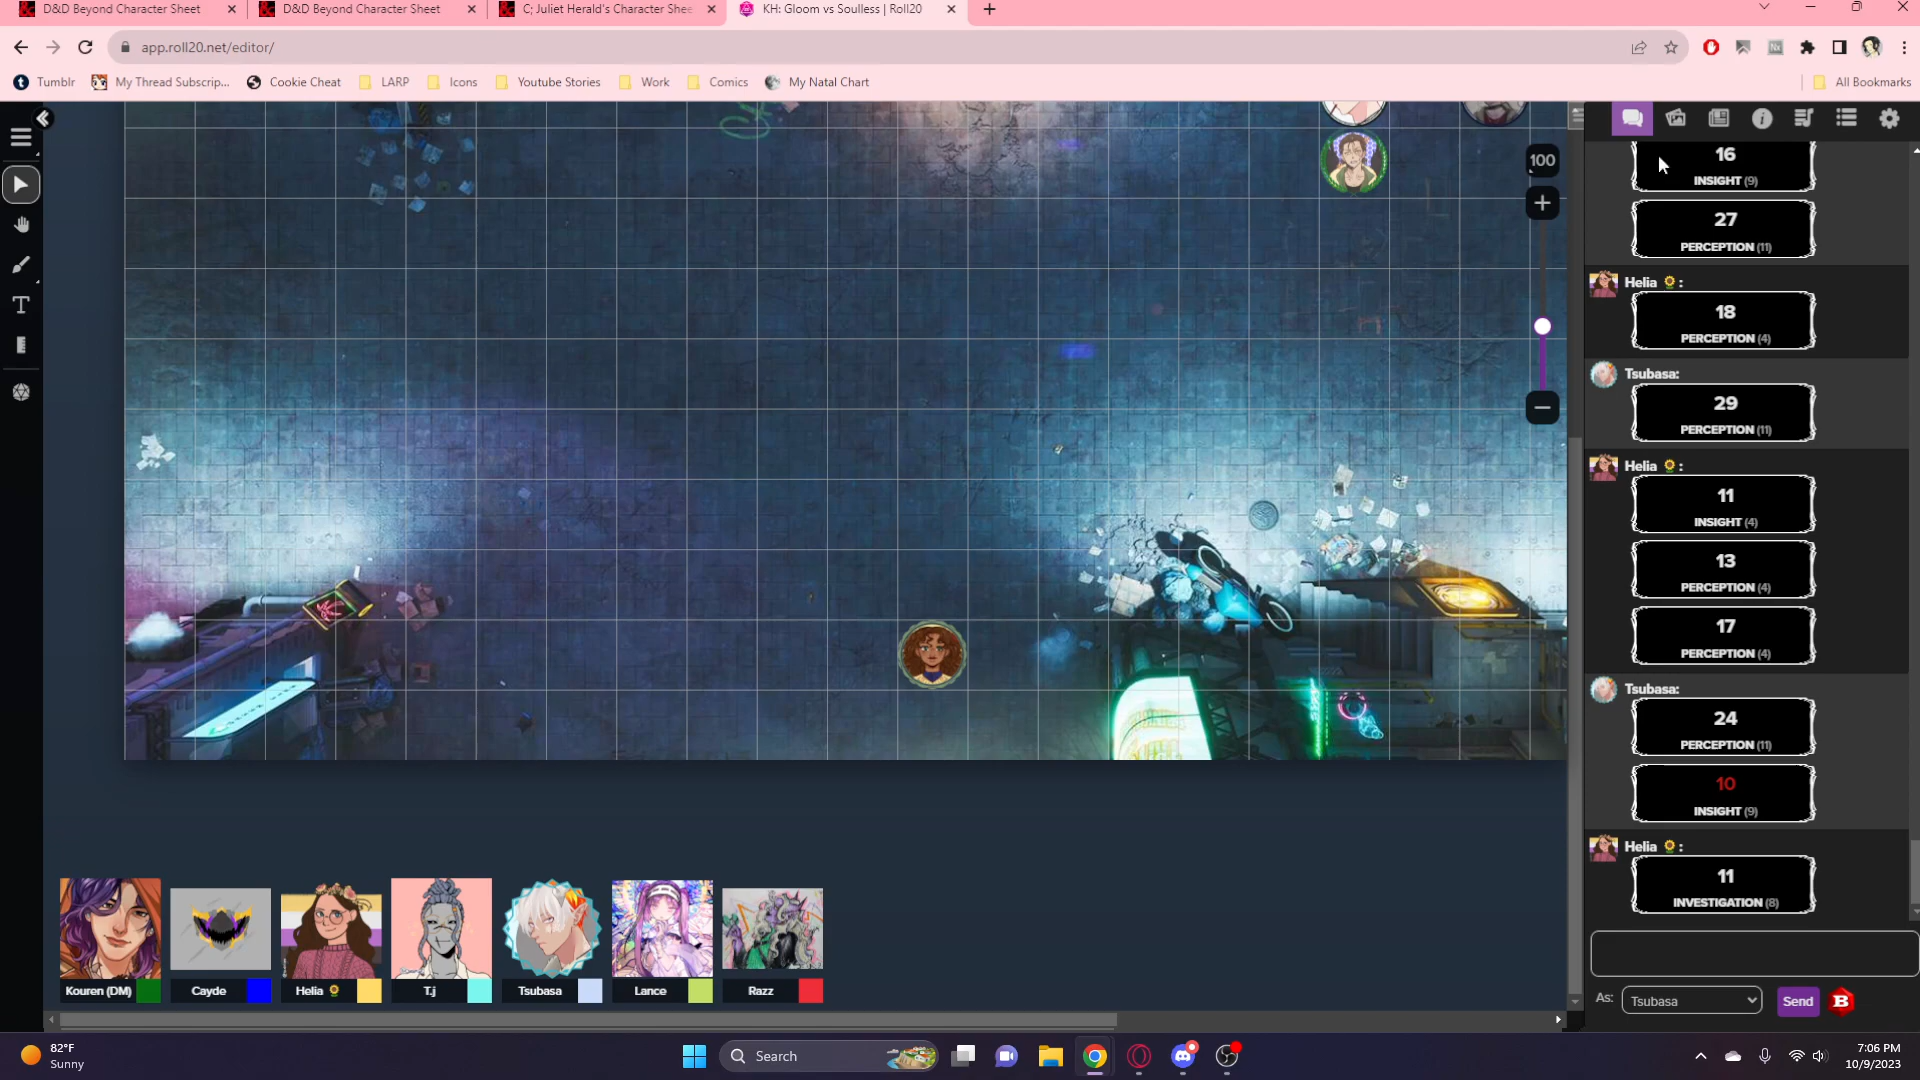 D&D Beyond Character Sheet
D&D Beyond Character Sheet
C; Juliet Herald's Character Shee
KH: Gloom vs Soulless | Roll20
app.roll20.net/editor/
Tumblr
My Thread Subscrip...
Cookie Cheat
LARP
Icons
Youtube Stories
Work
Comics
My Natal Chart
All Bookmarks
100
16
INSIGHT (9)
27
PERCEPTION (11)
Helia 🌻 :
18
PERCEPTION (4)
Tsubasa:
29
PERCEPTION (11)
Helia 🌻 :
11
INSIGHT (4)
13
PERCEPTION (4)
17
PERCEPTION (4)
Tsubasa:
24
PERCEPTION (11)
10
INSIGHT (9)
Helia 🌻 :
11
INVESTIGATION (8)
As: Tsubasa Send
Kouren (DM)
Cayde
Helia 🌻
T.j
Tsubasa
Lance
Razz
82°F
Sunny
Search
7:06 PM
10/9/2023